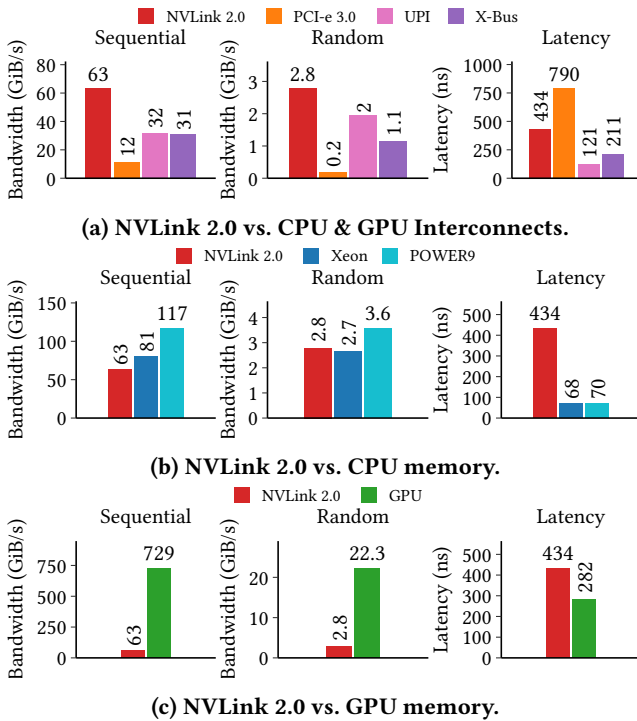 NVLink 2.0 PCI-e 3.0 UPI X-Bus
Sequential Random Latency
Bandwidth (GiB/s)
80
60
40
20
0
63 12 32 31
Bandwidth (GiB/s)
3
2
1
0
2.8 0.2 2 1.1
Latency (ns)
1000
750
500
250
0
434 790 121 211
(a) NVLink 2.0 vs. CPU & GPU Interconnects.
NVLink 2.0 Xeon POWER9
Sequential Random Latency
Bandwidth (GiB/s)
150
100
50
0
63 81 117
Bandwidth (GiB/s)
4
3
2
1
0
2.8 2.7 3.6
Latency (ns)
500
400
300
200
100
0
434 68 70
(b) NVLink 2.0 vs. CPU memory.
NVLink 2.0 GPU
Sequential Random Latency
Bandwidth (GiB/s)
750
500
250
0
63 729
Bandwidth (GiB/s)
20
10
0
2.8 22.3
Latency (ns)
500
400
300
200
100
0
434 282
(c) NVLink 2.0 vs. GPU memory.